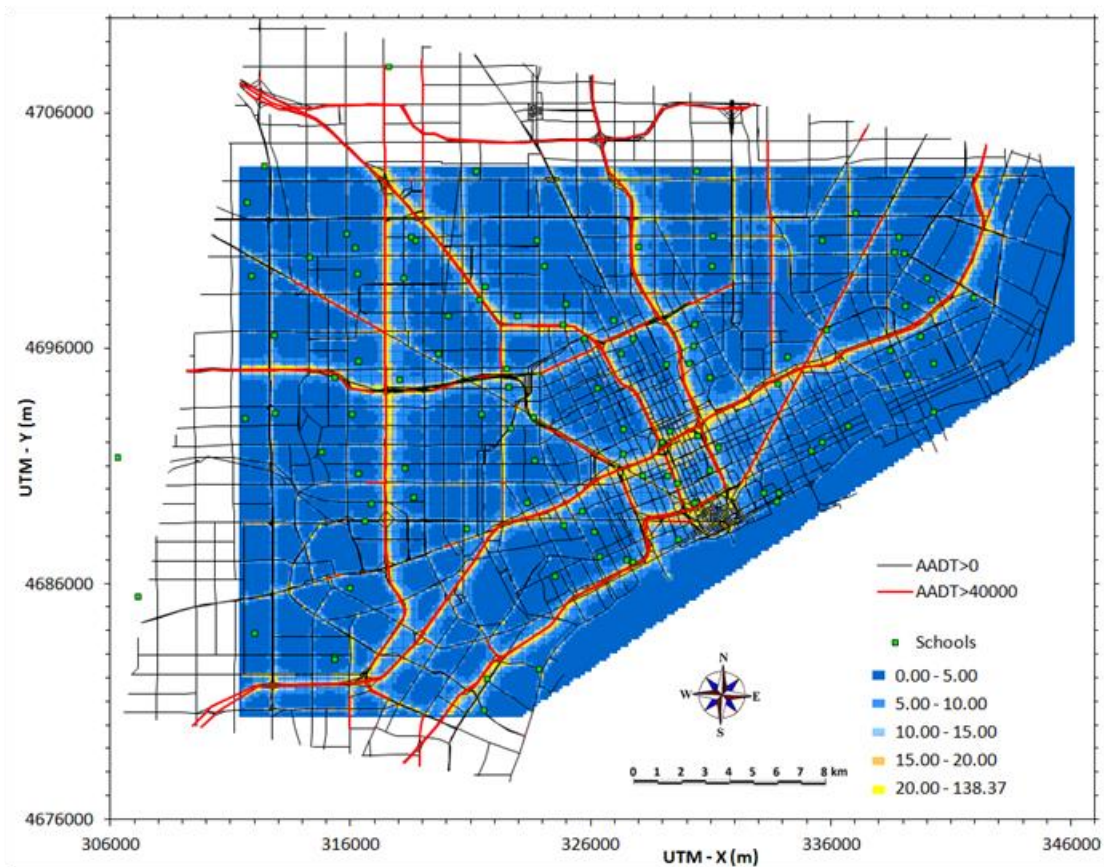 4706000
4696000
4686000
4676000
UTM - Y (m)
306000 316000 326000 336000 346000
UTM - X (m)
AADT>0
AADT>40000
Schools
0.00 - 5.00
5.00 - 10.00
10.00 - 15.00
15.00 - 20.00
20.00 - 138.37
N
W E
S
0 1 2 3 4 5 6 7 8 km